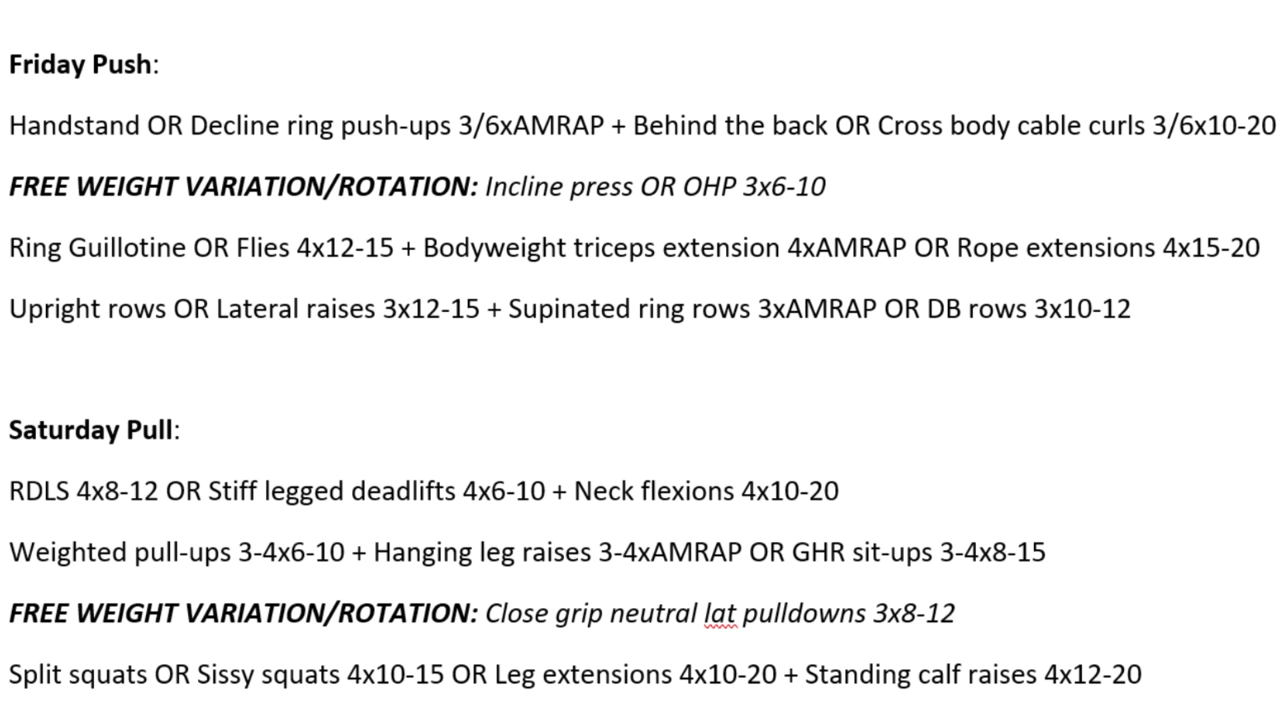 Friday Push:
Handstand OR Decline ring push-ups 3/6xAMRAP + Behind the back OR Cross body cable curls 3/6x10-20
FREE WEIGHT VARIATION/ROTATION: Incline press OR OHP 3x6-10
Ring Guillotine OR Flies 4x12-15 + Bodyweight triceps extension 4xAMRAP OR Rope extensions 4x15-20
Upright rows OR Lateral raises 3x12-15 + Supinated ring rows 3xAMRAP OR DB rows 3x10-12
Saturday Pull:
RDLS 4x8-12 OR Stiff legged deadlifts 4x6-10 + Neck flexions 4x10-20
Weighted pull-ups 3-4x6-10 + Hanging leg raises 3-4xAMRAP OR GHR sit-ups 3-4x8-15
FREE WEIGHT VARIATION/ROTATION: Close grip neutral lat pulldowns 3x8-12
Split squats OR Sissy squats 4x10-15 OR Leg extensions 4x10-20 + Standing calf raises 4x12-20